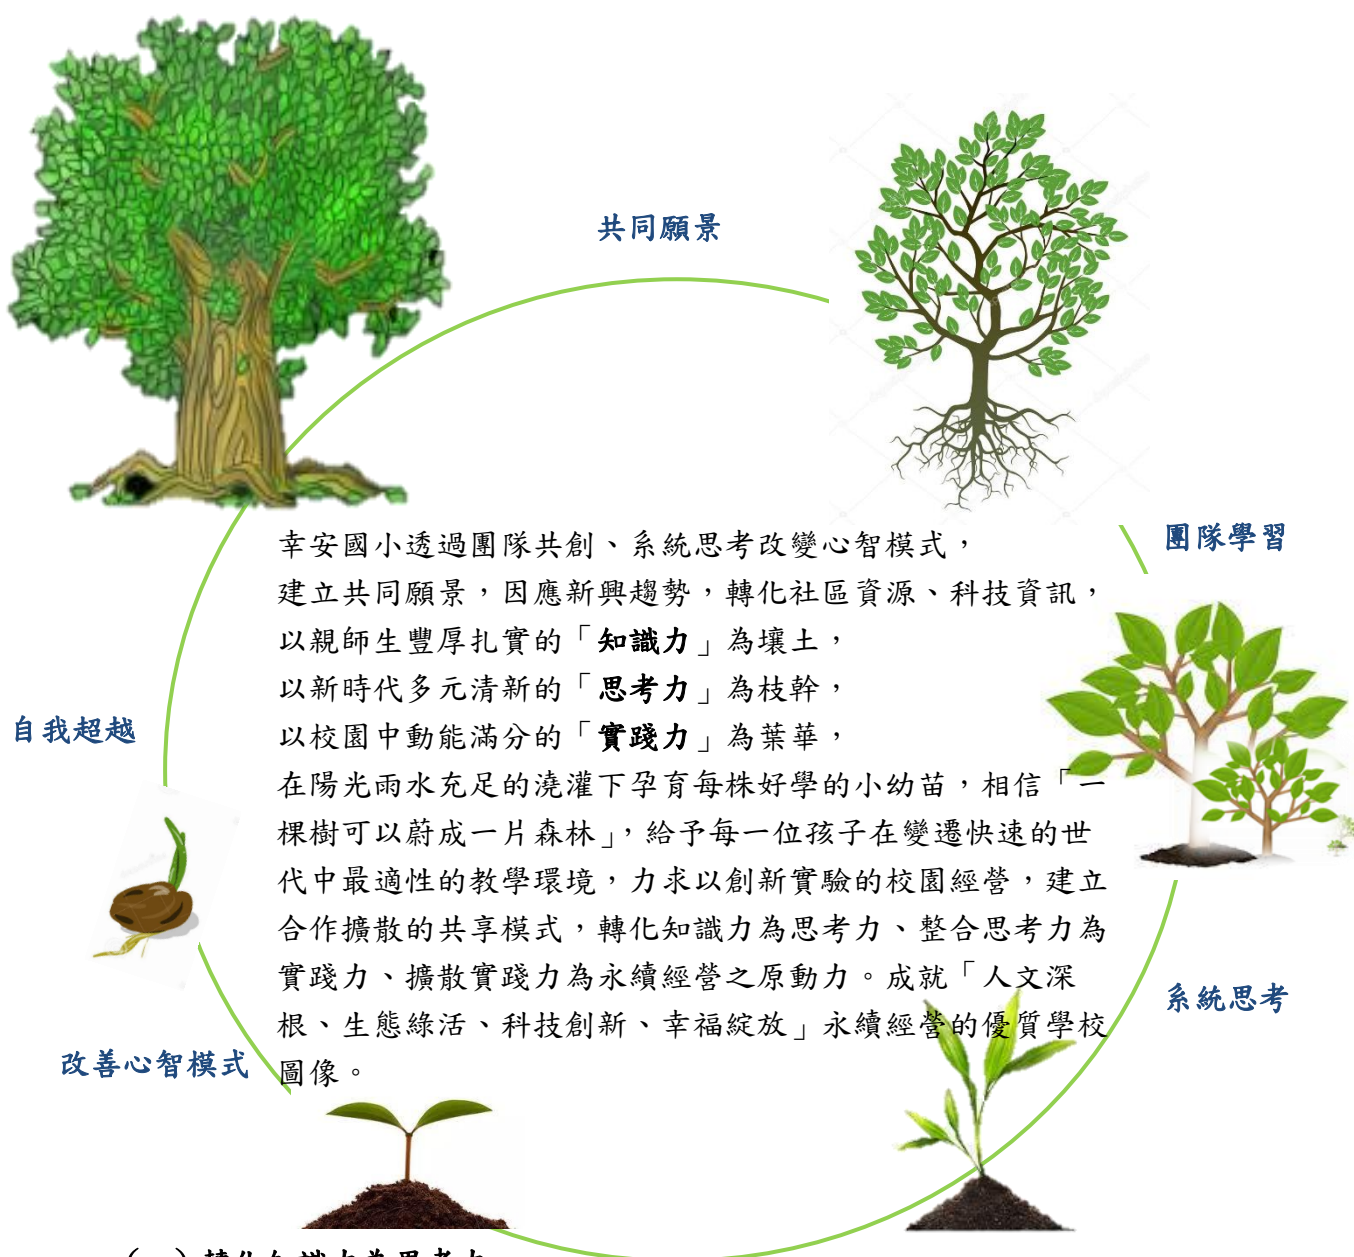 共同願景
團隊學習
幸安國小透過團隊共創、系統思考改變心智模式，
建立共同願景，因應新興趨勢，轉化社區資源、科技資訊，
以親師生豐厚扎實的「知識力」為壤土，
以新時代多元清新的「思考力」為枝幹，
以校園中動能滿分的「實踐力」為葉華，
自我超越
在陽光雨水充足的澆灌下孕育每株好學的小幼苗，相信「一
棵樹可以蔚成一片森林」，給予每一位孩子在變遷快速的世
代中最適性的教學環境，力求以創新實驗的校園經營，建立
合作擴散的共享模式，轉化知識力為思考力、整合思考力為
實踐力、擴散實踐力為永續經營之原動力。成就「人文深
根、生態綠活、科技創新、幸福綻放」永續經營的優質學校
圖像。
系統思考
改善心智模式